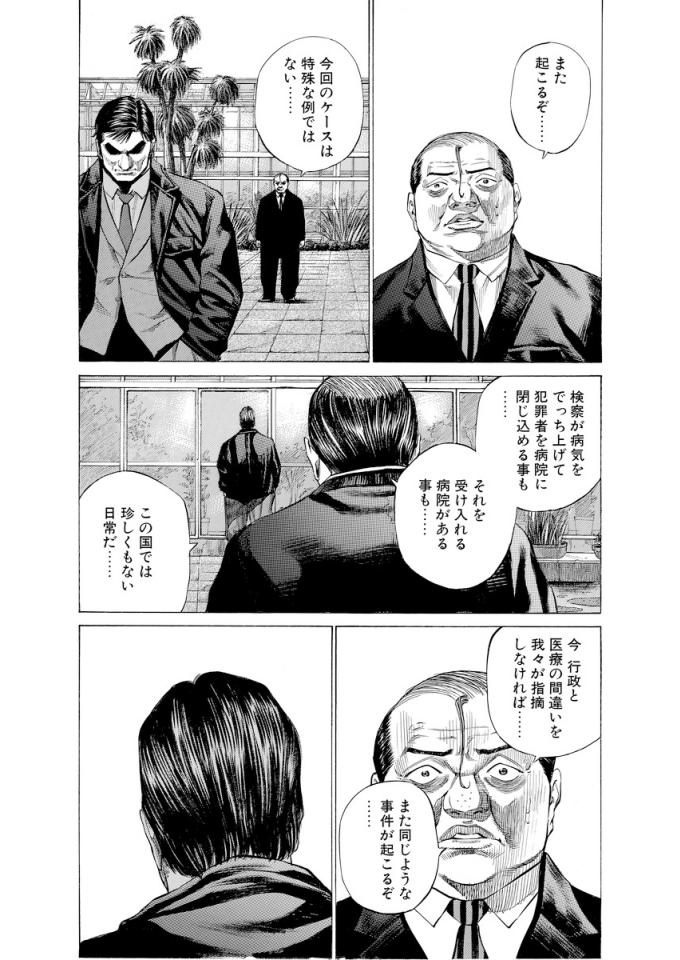 また
起こるぞ……
今回のケースは
特殊な例では
ない……
検察が病気を
でっち上げて
犯罪者を病院に
閉じ込める事も
……
それを
受け入れる
病院がある
事も……
この国では
珍しくもない
日常だ……
今 行政と
医療の間違いを
我々が指摘
しなければ……
また同じような
事件が起こるぞ
……